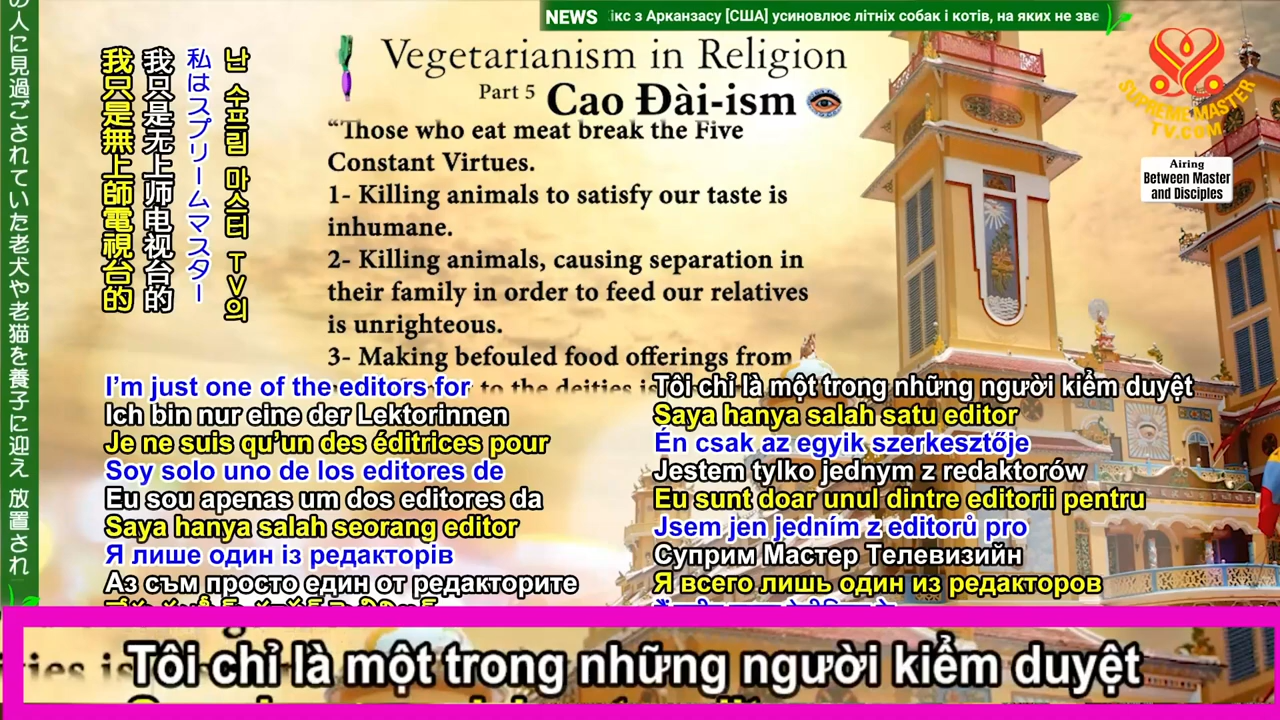 NEWS
ікс з Арканзасу [США] усиновлює літніх собак і котів, на яких не зве
の人に見過ごされていた老犬や老猫を養子に迎え 放置され
我只是無上師電視台的
我只是无上师电视台的
私はスプリームマスター
난 수프림 마스터 TV의
Vegetarianism in Religion
Part 5 Cao Đài-ism
“Those who eat meat break the Five
Constant Virtues.
1- Killing animals to satisfy our taste is
inhumane.
2- Killing animals, causing separation in
their family in order to feed our relatives
is unrighteous.
3- Making befouled food offerings from
to the deities is
SUPREME MASTER
TV.COM
Airing
Between Master
and Disciples
I’m just one of the editors for
Ich bin nur eine der Lektorinnen
Je ne suis qu’un des éditrices pour
Soy solo uno de los editores de
Eu sou apenas um dos editores da
Saya hanya salah seorang editor
Я лише один із редакторів
Аз съм просто един от редакторите
Tôi chỉ là một trong những người kiểm duyệt
Saya hanya salah satu editor
Én csak az egyik szerkesztője
Jestem tylko jednym z redaktorów
Eu sunt doar unul dintre editorii pentru
Jsem jen jedním z editorů pro
Суприм Мастер Телевизийн
Я всего лишь один из редакторов
ties is
Tôi chỉ là một trong những người kiểm duyệt